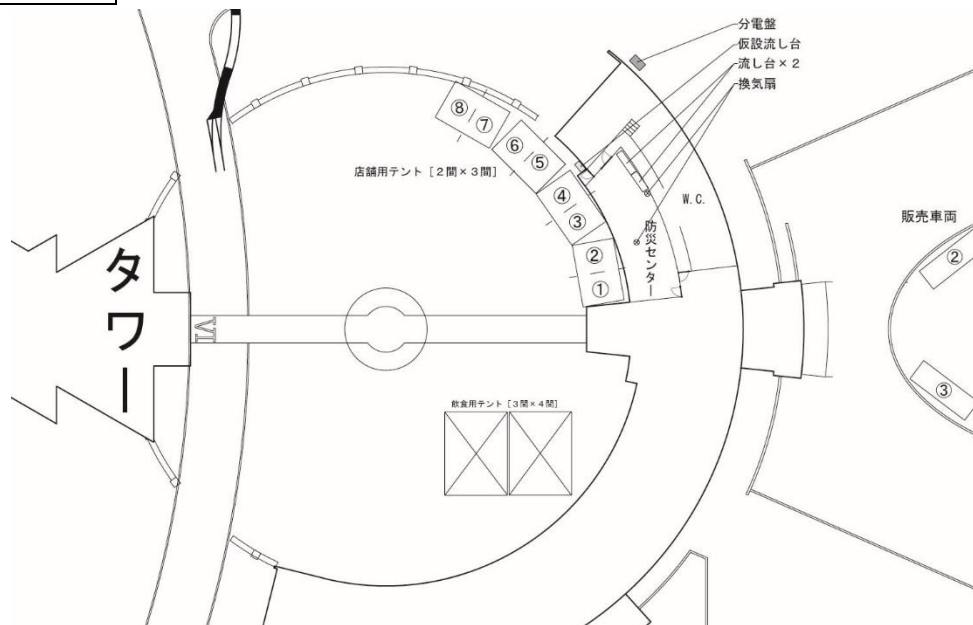 分電盤
仮設流し台
流し台×2
換気扇
⑧
⑦
⑥
⑤
店舗用テント［2間×3間］
④
③
②
①
W.C.
防災センター
販売車両
②
③
タワー
Ⅵ
飲食用テント［3間×4間］